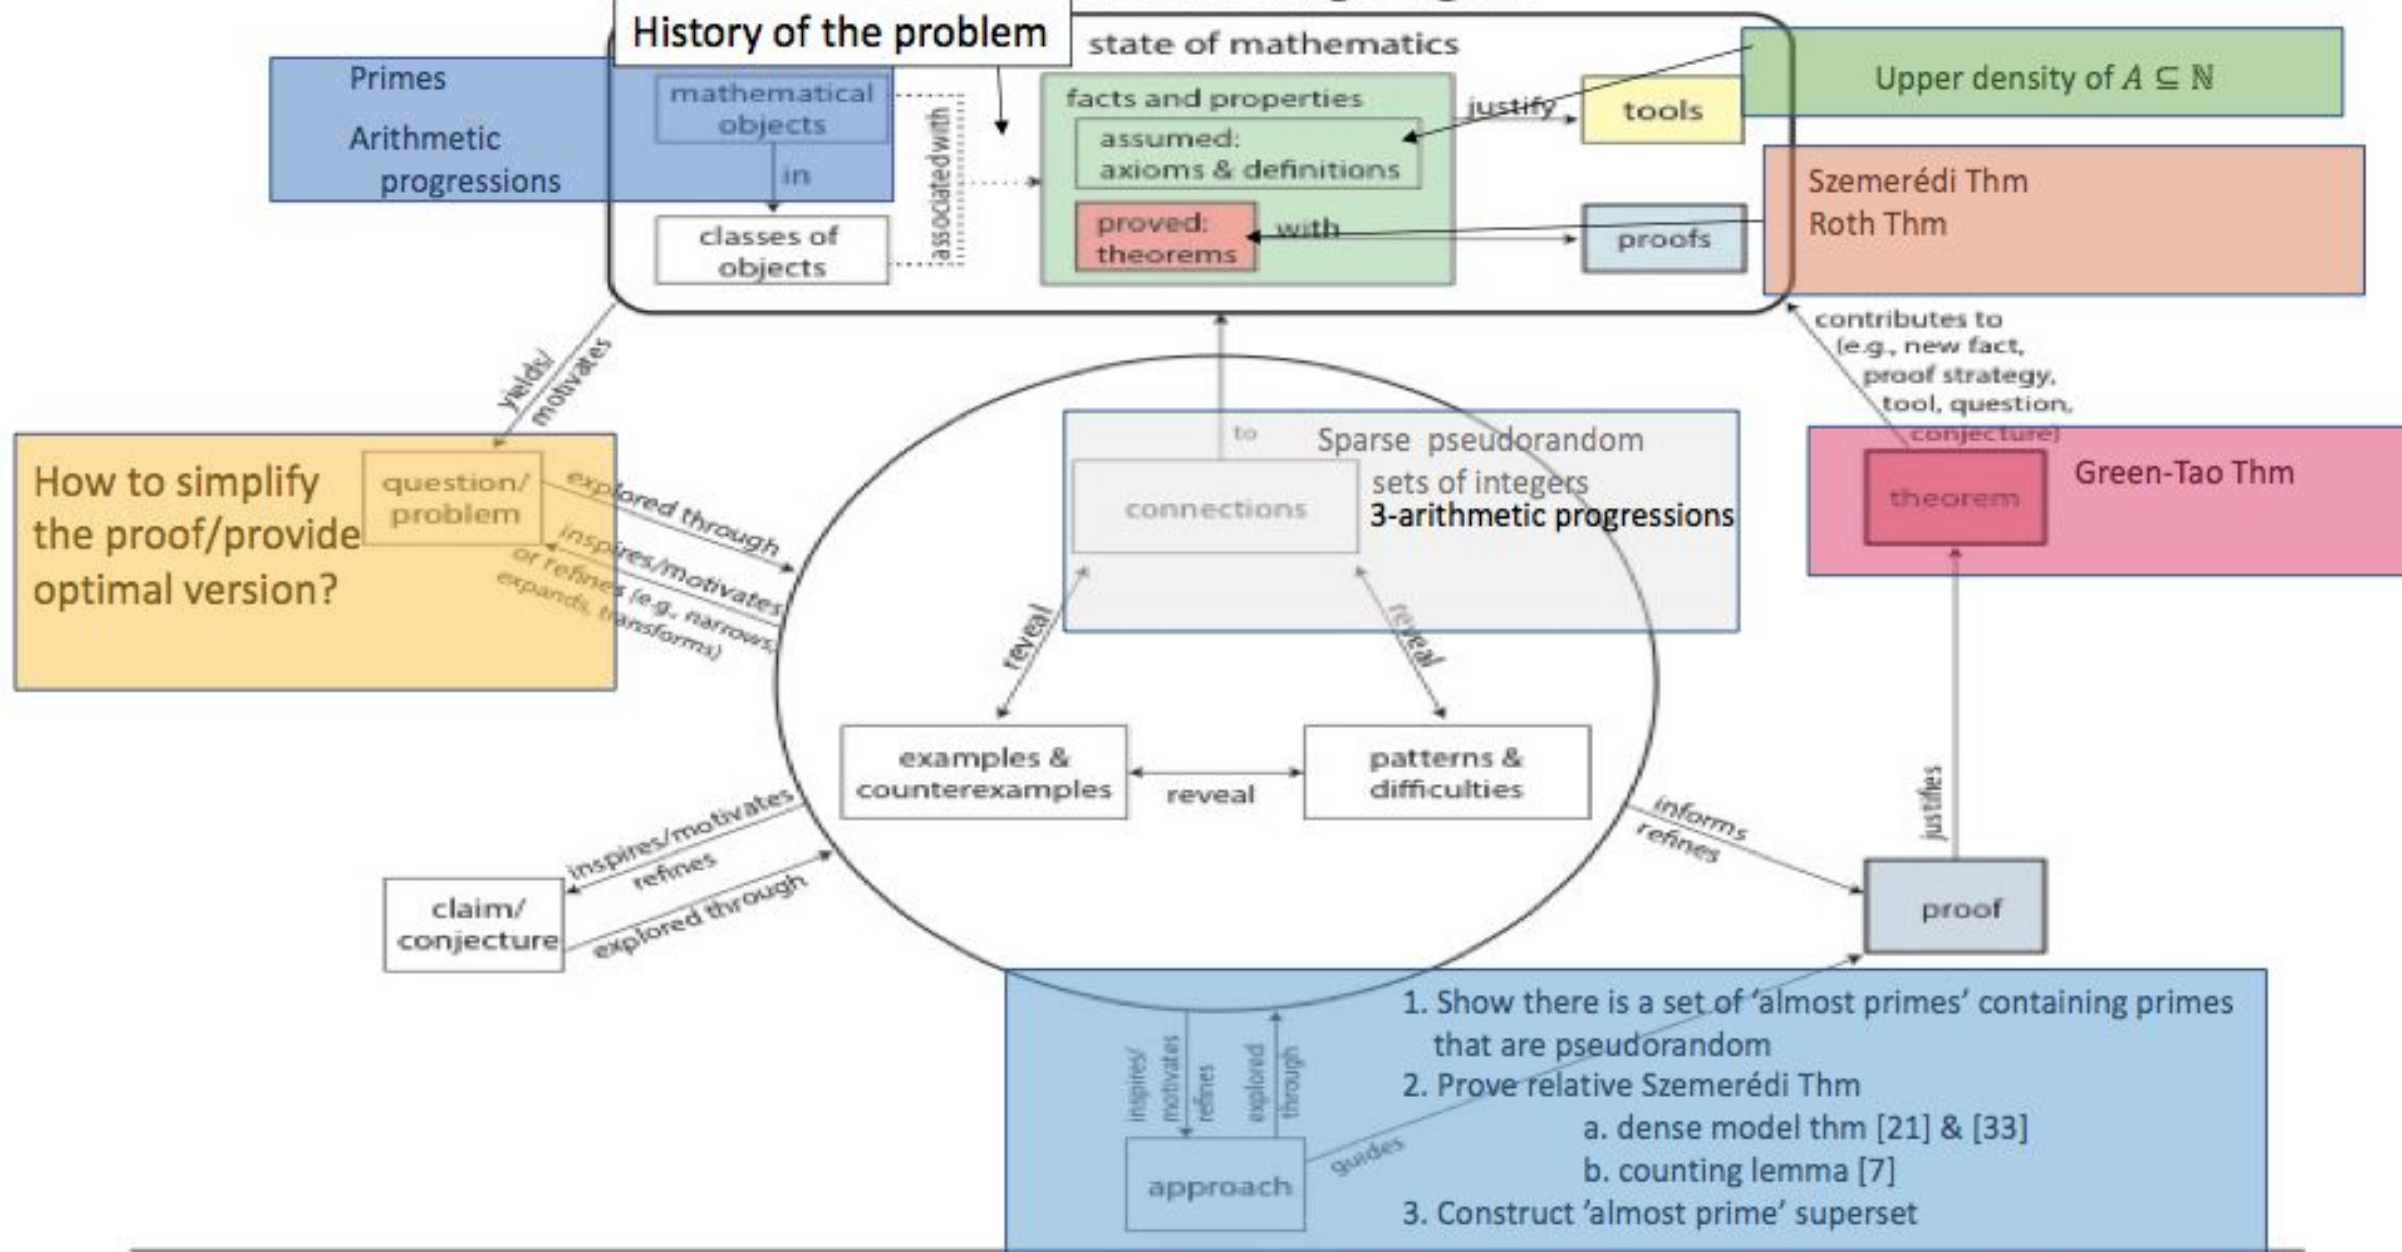 History of the problem
state of mathematics
Primes
Arithmetic
progressions
mathematical
objects
in
classes of
objects
associated with
facts and properties
assumed:
axioms & definitions
proved:
theorems
justify
with
tools
proofs
Upper density of A ⊆ ℕ
Szemerédi Thm
Roth Thm
contributes to
(e.g., new fact,
proof strategy,
tool, question,
conjecture)
yields/
motivates
How to simplify
the proof/provide
optimal version?
question/
problem
explored through
inspires/motivates
or refines (e.g., narrows,
expands, transforms)
to
connections
Sparse pseudorandom
sets of integers
3-arithmetic progressions
theorem
Green-Tao Thm
reveal
reveal
examples &
counterexamples
reveal
patterns &
difficulties
inspires/motivates
refines
explored through
claim/
conjecture
informs
refines
justifies
proof
inspires/
motivates
refines
explored
through
approach
guides
1. Show there is a set of ‘almost primes’ containing primes
that are pseudorandom
2. Prove relative Szemerédi Thm
a. dense model thm [21] & [33]
b. counting lemma [7]
3. Construct ’almost prime’ superset